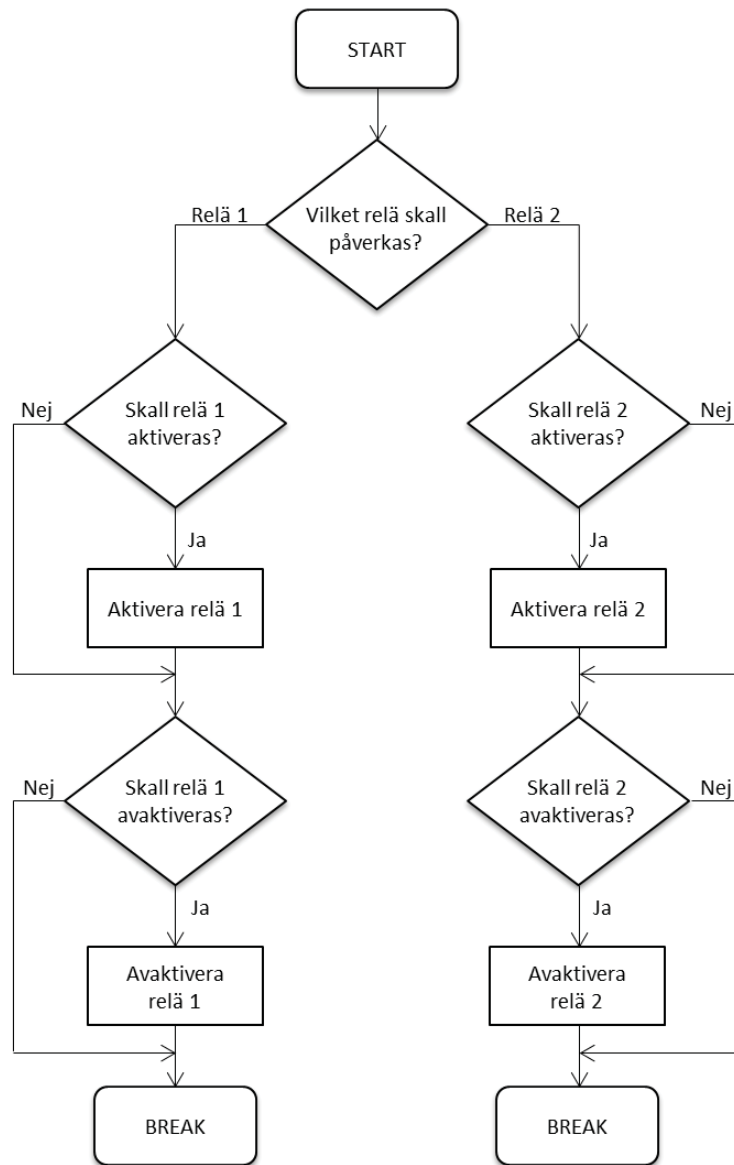 START
Relä 1
Vilket relä skall
påverkas?
Relä 2
Nej
Skall relä 1
aktiveras?
Skall relä 2
aktiveras?
Nej
Ja
Ja
Aktivera relä 1
Aktivera relä 2
Nej
Skall relä 1
avaktiveras?
Skall relä 2
avaktiveras?
Nej
Ja
Ja
Avaktivera
relä 1
Avaktivera
relä 2
BREAK
BREAK